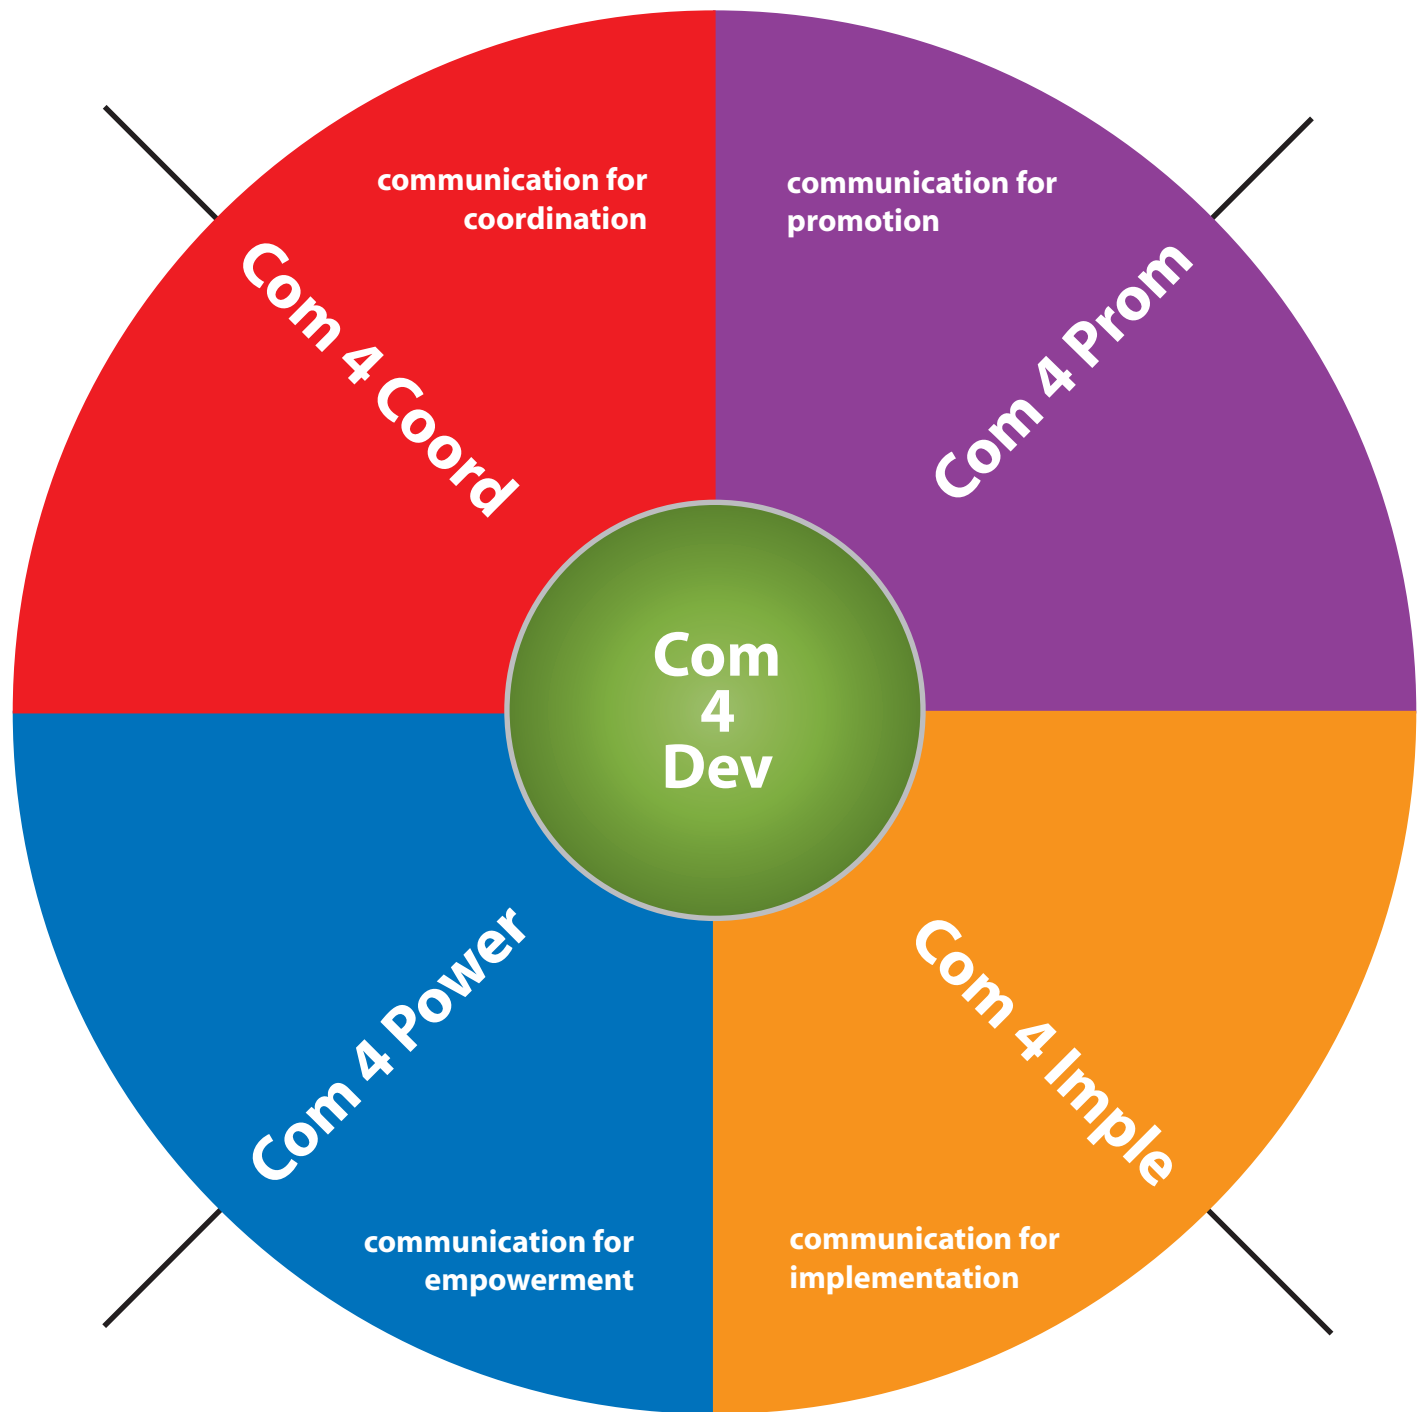 communication for
coordination
communication for
promotion
Com 4 Coord
Com 4 Prom
Com
4
Dev
Com 4 Power
Com 4 Imple
communication for
empowerment
communication for
implementation